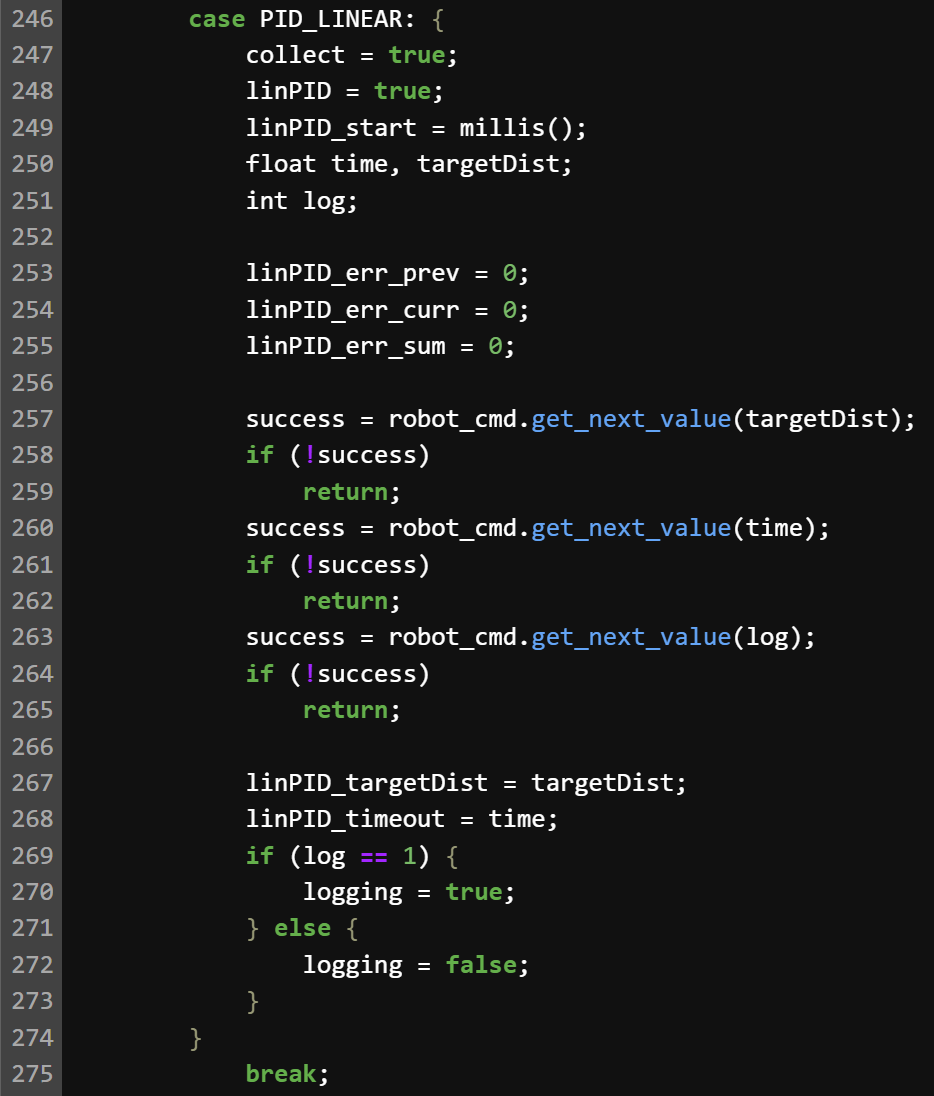 246 case PID_LINEAR: {
247 collect = true;
248 linPID = true;
249 linPID_start = millis();
250 float time, targetDist;
251 int log;
252
253 linPID_err_prev = 0;
254 linPID_err_curr = 0;
255 linPID_err_sum = 0;
256
257 success = robot_cmd.get_next_value(targetDist);
258 if (!success)
259 return;
260 success = robot_cmd.get_next_value(time);
261 if (!success)
262 return;
263 success = robot_cmd.get_next_value(log);
264 if (!success)
265 return;
266
267 linPID_targetDist = targetDist;
268 linPID_timeout = time;
269 if (log == 1) {
270 logging = true;
271 } else {
272 logging = false;
273 }
274 }
275 break;